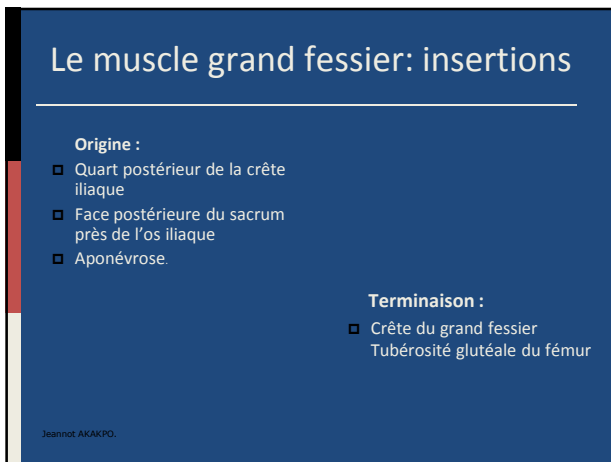 Le muscle grand fessier: insertions
Origine :
Quart postérieur de la crête
iliaque
Face postérieure du sacrum
près de l'os iliaque
Aponévrose.
Terminaison :
Crête du grand fessier
Tubérosité glutéale du fémur
Jeannot AKAKPO.